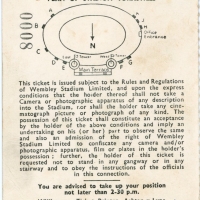 8000
N
Office
Entrance
Main Terrace
This ticket is issued subject to the Rules and Regulations
of Wembley Stadium Limited, and upon the express
conditions that the holder thereof shall not take a
Camera or photographic apparatus of any description
into the Stadium, nor shall the holder take any cine-
matograph picture or photograph of any kind. The
possession of this ticket shall constitute an acceptance
by the holder of the above conditions and imply an
undertaking on his (or her) part to observe the same
and also an admission of the right of Wembley
Stadium Limited to confiscate any camera and/or
photographic apparatus, film or plates in the holder's
possession: further, the holder of this ticket is
requested not to stand in any gangway or in any
stairway and to obey the instructions of the officials
in this connection.
You are advised to take up your position
not later than 2-30 p.m.